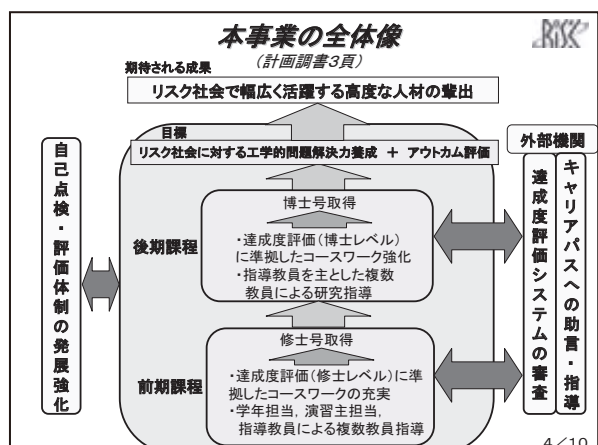 本事業の全体像
RISK
(計画調書3頁)
期待される成果
リスク社会で幅広く活躍する高度な人材の輩出
目標
リスク社会に対する工学的問題解決力養成 + アウトカム評価
外部機関
自己点検・評価体制の発展強化
後期課程
博士号取得
・達成度評価(博士レベル)
に準拠したコースワーク強化
・指導教員を主とした複数
教員による研究指導
キャリアパスへの助言・指導
達成度評価システムの審査
前期課程
修士号取得
・達成度評価(修士レベル)に準
拠したコースワークの充実
・学年担当,演習主担当,
指導教員による複数教員指導
4/10